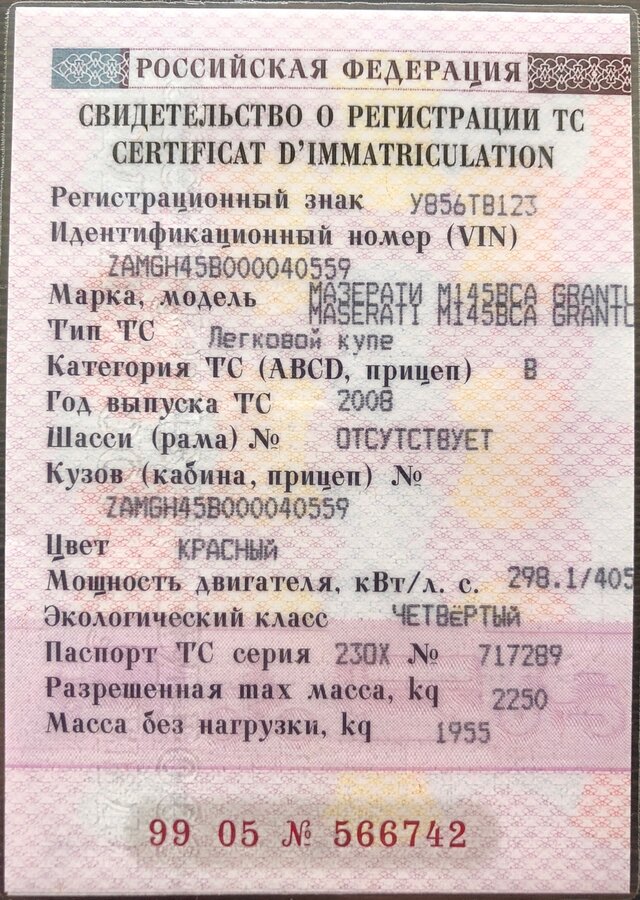 РОССИЙСКАЯ ФЕДЕРАЦИЯ
СВИДЕТЕЛЬСТВО О РЕГИСТРАЦИИ ТС
CERTIFICAT D'IMMATRICULATION
Регистрационный знак У856ТВ123
Идентификационный номер (VIN)
ZAMGH45B000040559
Марка, модель МАЗЕРАТИ М145ВСА GRANTU
MASERATI M145BCA GRANTU
Тип ТС Легковой купе
Категория ТС (ABCD, прицеп) В
Год выпуска ТС 2008
Шасси (рама) № ОТСУТСТВУЕТ
Кузов (кабина, прицеп) №
ZAMGH45B000040559
Цвет КРАСНЫЙ
Мощность двигателя, кВт/л. с. 298.1/405
Экологический класс ЧЕТВЁРТЫЙ
Паспорт ТС серия 230Х № 717289
Разрешенная max масса, kq 2250
Масса без нагрузки, kq 1955
99 05 № 566742